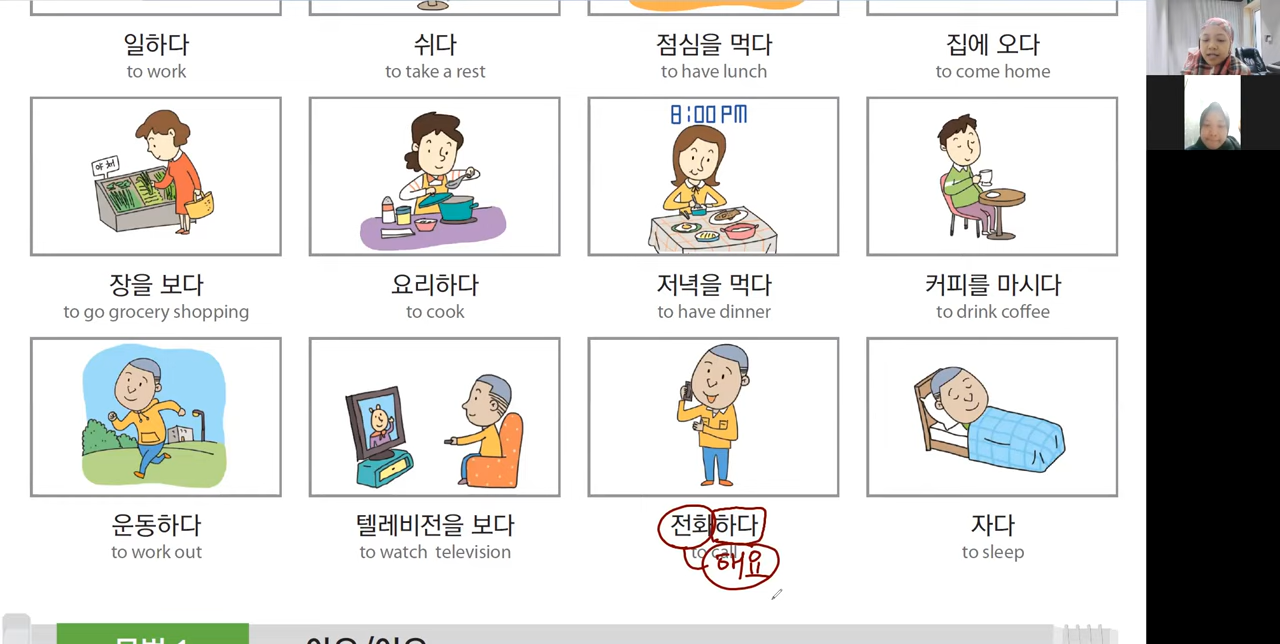 일하다
to work
쉬다
to take a rest
점심을 먹다
to have lunch
집에 오다
to come home
야채
8:00 PM
장을 보다
to go grocery shopping
요리하다
to cook
저녁을 먹다
to have dinner
커피를 마시다
to drink coffee
운동하다
to work out
텔레비전을 보다
to watch television
전화하다
to call
해요
자다
to sleep